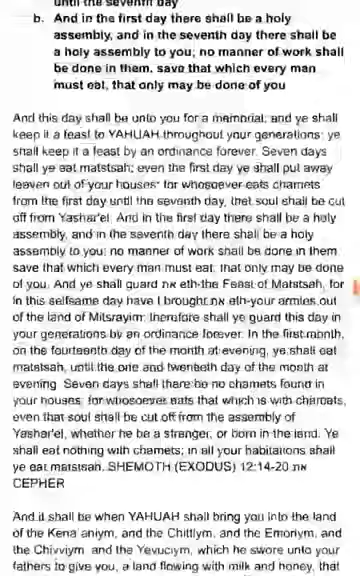 until the seventh day
b. And in the first day there shall be a holy
assembly, and in the seventh day there shall be
a holy assembly to you; no manner of work shall
be done in them, save that which every man
must eat, that only may be done of you
And this day shall be unto you for a memorial; and ye shall
keep it a feast to YAHUAH throughout your generations; ye
shall keep it a feast by an ordinance forever. Seven days
shall ye eat matstsah; even the first day ye shall put away
leaven out of your houses: for whosoever eats chamets
from the first day until the seventh day, that soul shall be cut
off from Yashar'el. And in the first day there shall be a holy
assembly, and in the seventh day there shall be a holy
assembly to you; no manner of work shall be done in them
save that which every man must eat, that only may be done
of you. And ye shall guard את eth-the Feast of Matstsah, for
in this selfsame day have I brought את eth-your armies out
of the land of Mitsrayim: therefore shall ye guard this day in
your generations by an ordinance forever. In the first month,
on the fourteenth day of the month at evening, ye shall eat
matstsah, until the one and twentieth day of the month at
evening Seven days shall there be no chamets found in
your houses: for whosoever eats that which is with chamets,
even that soul shall be cut off from the assembly of
Yashar'el, whether he be a stranger, or born in the land. Ye
shall eat nothing with chamets; in all your habitations shall
ye eat matstsah. SHEMOTH (EXODUS) 12:14-20 את
CEPHER
And it shall be when YAHUAH shall bring you into the land
of the Kena'aniym, and the Chittiym, and the Emoriym, and
the Chivviym and the Yevuciym, which he swore unto your
fathers to give you, a land flowing with milk and honey, that